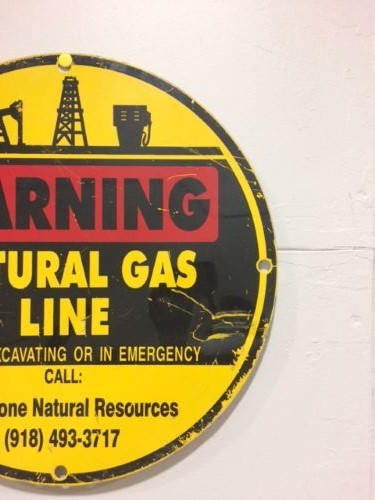 ARNING
TURAL GAS
LINE
CAVATING OR IN EMERGENCY
CALL:
one Natural Resources
(918) 493-3717